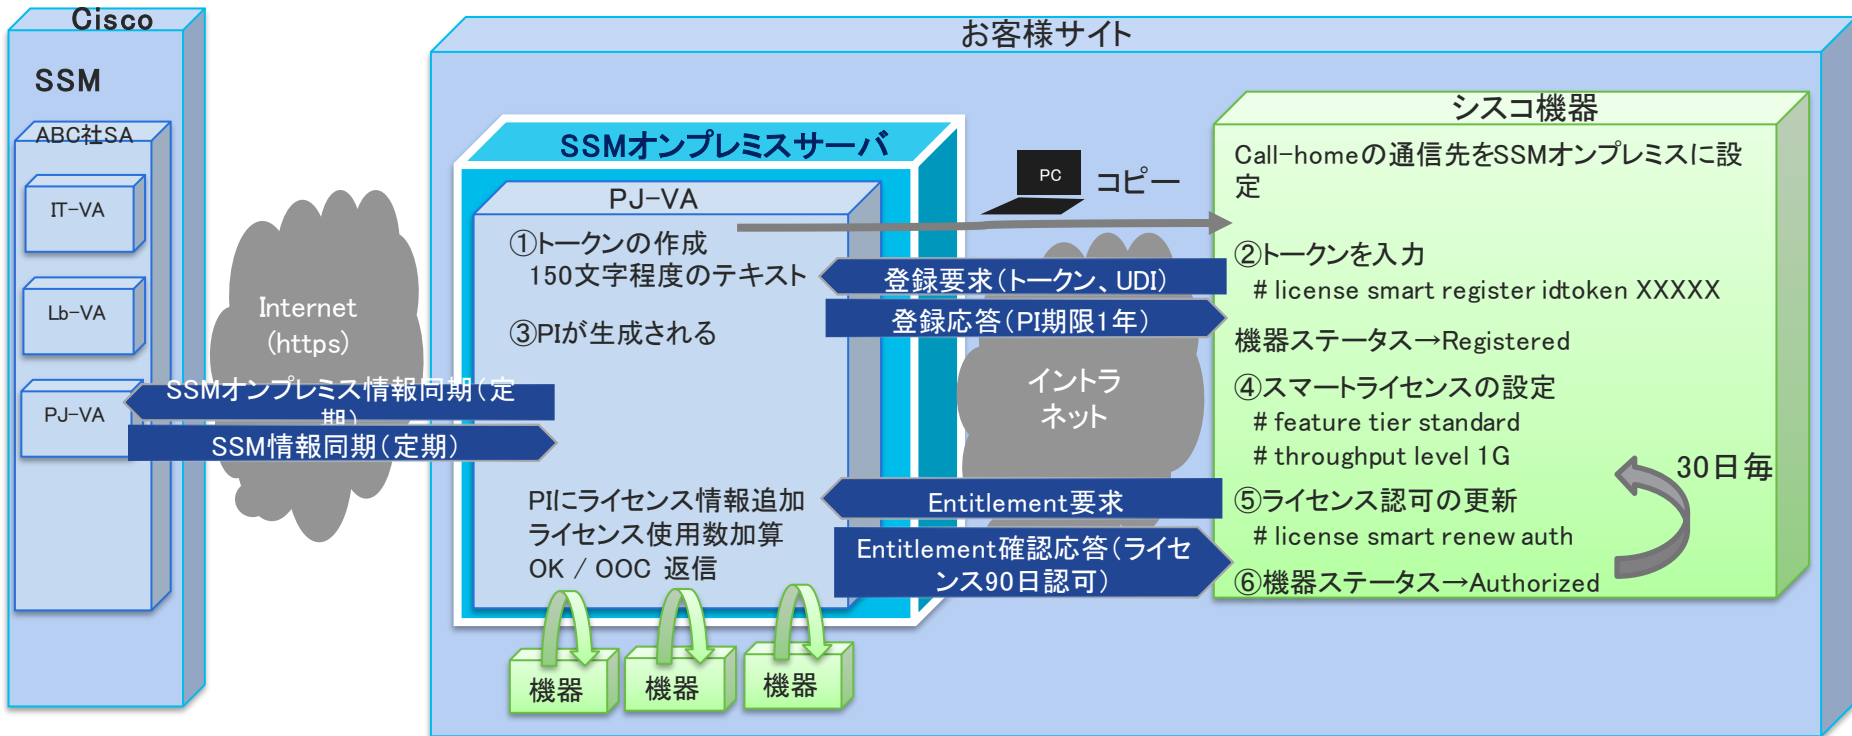 Cisco
SSM
ABC社SA
IT-VA
Lb-VA
PJ-VA
Internet
(https)
SSMオンプレミス情報同期（定
期）
SSM情報同期（定期）
お客様サイト
SSMオンプレミスサーバ
PJ-VA
①トークンの作成
150文字程度のテキスト
③PIが生成される
PIにライセンス情報追加
ライセンス使用数加算
OK / OOC 返信
機器
機器
機器
PC
コピー
登録要求（トークン、UDI）
登録応答（PI期限1年）
イントラ
ネット
Entitlement要求
Entitlement確認応答（ライセ
ンス90日認可）
シスコ機器
Call-homeの通信先をSSMオンプレミスに設
定
②トークンを入力
# license smart register idtoken XXXXX
機器ステータス→Registered
④スマートライセンスの設定
# feature tier standard
# throughput level 1G
⑤ライセンス認可の更新
# license smart renew auth
⑥機器ステータス→Authorized
30日毎